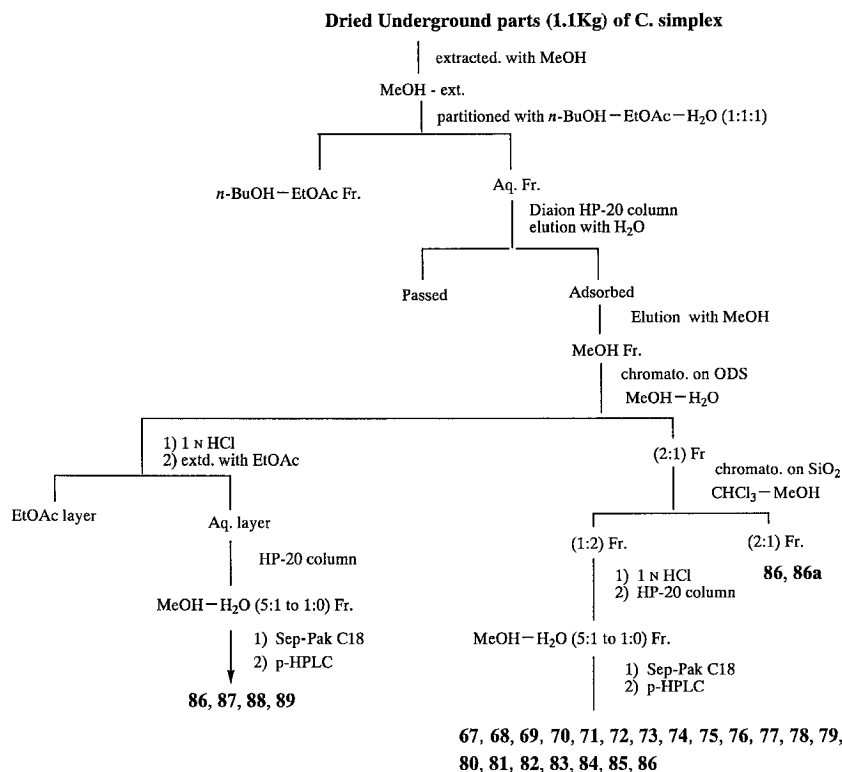 Dried Underground parts (1.1Kg) of C. simplex
extracted. with MeOH
MeOH - ext.
partitioned with n-BuOH−EtOAc−H₂O (1:1:1)
n-BuOH−EtOAc Fr.
Aq. Fr.
Diaion HP-20 column
elution with H₂O
Passed
Adsorbed
Elution with MeOH
MeOH Fr.
chromato. on ODS
MeOH−H₂O
1) 1 N HCl
2) extd. with EtOAc
EtOAc layer
Aq. layer
HP-20 column
MeOH−H₂O (5:1 to 1:0) Fr.
1) Sep-Pak C18
2) p-HPLC
86, 87, 88, 89
(2:1) Fr
chromato. on SiO₂
CHCl₃−MeOH
(1:2) Fr.
(2:1) Fr.
86, 86a
1) 1 N HCl
2) HP-20 column
MeOH−H₂O (5:1 to 1:0) Fr.
1) Sep-Pak C18
2) p-HPLC
67, 68, 69, 70, 71, 72, 73, 74, 75, 76, 77, 78, 79,
80, 81, 82, 83, 84, 85, 86